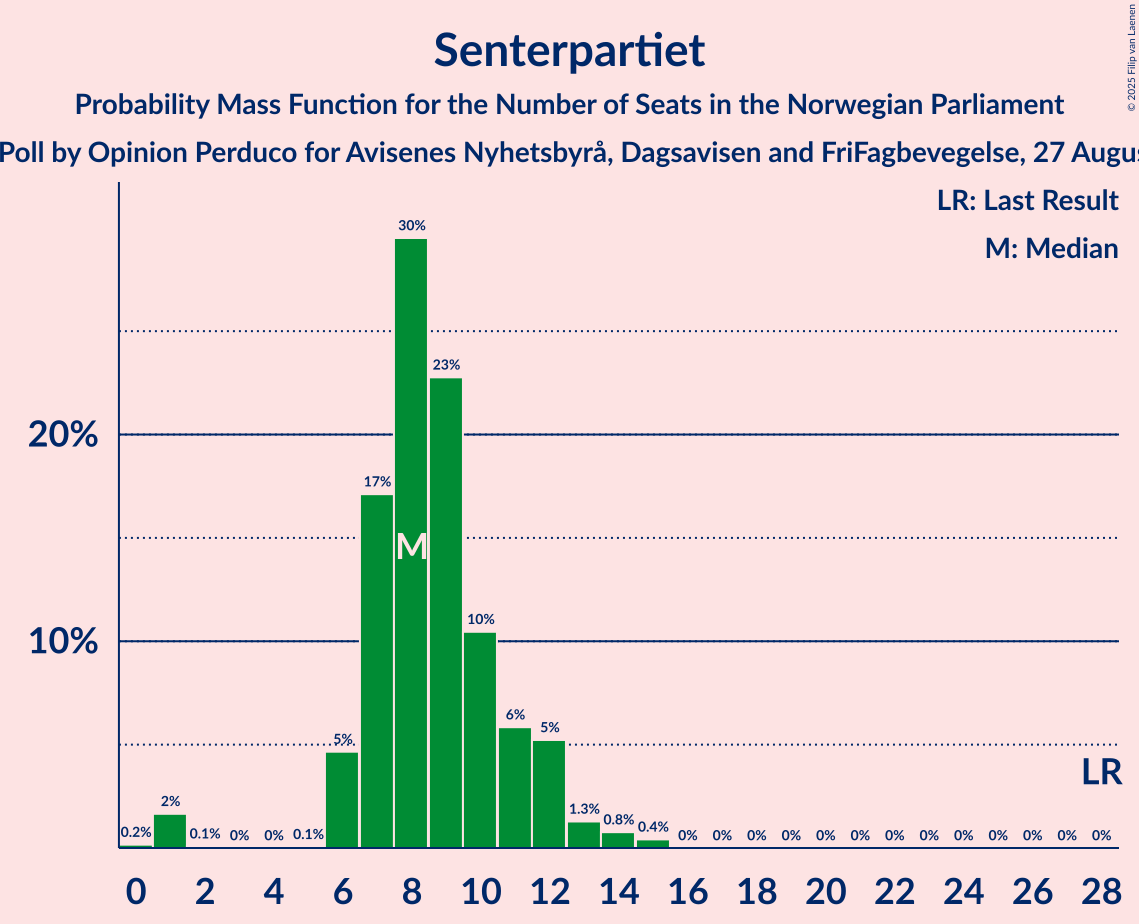 © 2025 Filip van Laenen
Senterpartiet
Probability Mass Function for the Number of Seats in the Norwegian Parliament
Poll by Opinion Perduco for Avisenes Nyhetsbyrå, Dagsavisen and FriFagbevegelse, 27 Augus
LR: Last Result
M: Median
30%
23%
20%
17%
M
10%
10%
6%
5%
5%
LR
2%
1.3%
0.8%
0.4%
0.2%
0.1% 0% 0% 0.1%
0% 0% 0% 0% 0% 0% 0% 0% 0% 0% 0% 0% 0%
0 2 4 6 8 10 12 14 16 18 20 22 24 26 28